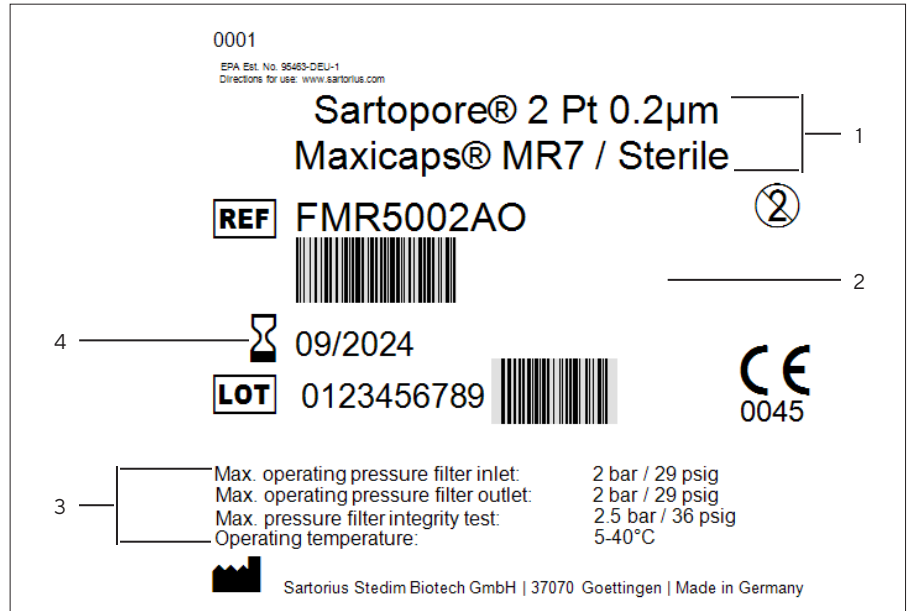 0001
EPA Est. No. 95463-DEU-1
Directions for use: www.sartorius.com
Sartopore® 2 Pt 0.2µm
Maxicaps® MR7 / Sterile
1
REF FMR5002AO
2
2
4
09/2024
LOT 0123456789
CE
0045
3
Max. operating pressure filter inlet: 2 bar / 29 psig
Max. operating pressure filter outlet: 2 bar / 29 psig
Max. pressure filter integrity test: 2.5 bar / 36 psig
Operating temperature: 5-40°C
Sartorius Stedim Biotech GmbH | 37070 Goettingen | Made in Germany